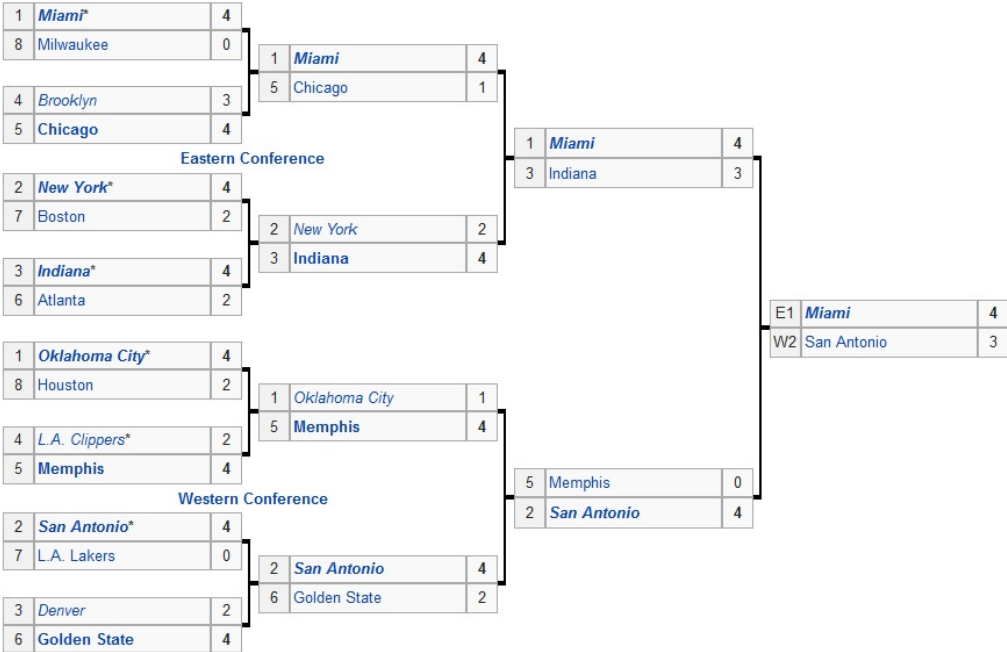 1 Miami* 4
8 Milwaukee 0
4 Brooklyn 3
5 Chicago 4
Eastern Conference
2 New York* 4
7 Boston 2
3 Indiana* 4
6 Atlanta 2
1 Oklahoma City* 4
8 Houston 2
4 L.A. Clippers* 2
5 Memphis 4
Western Conference
2 San Antonio* 4
7 L.A. Lakers 0
3 Denver 2
6 Golden State 4
1 Miami 4
5 Chicago 1
2 New York 2
3 Indiana 4
1 Oklahoma City 1
5 Memphis 4
2 San Antonio 4
6 Golden State 2
1 Miami 4
3 Indiana 3
5 Memphis 0
2 San Antonio 4
E1 Miami 4
W2 San Antonio 3